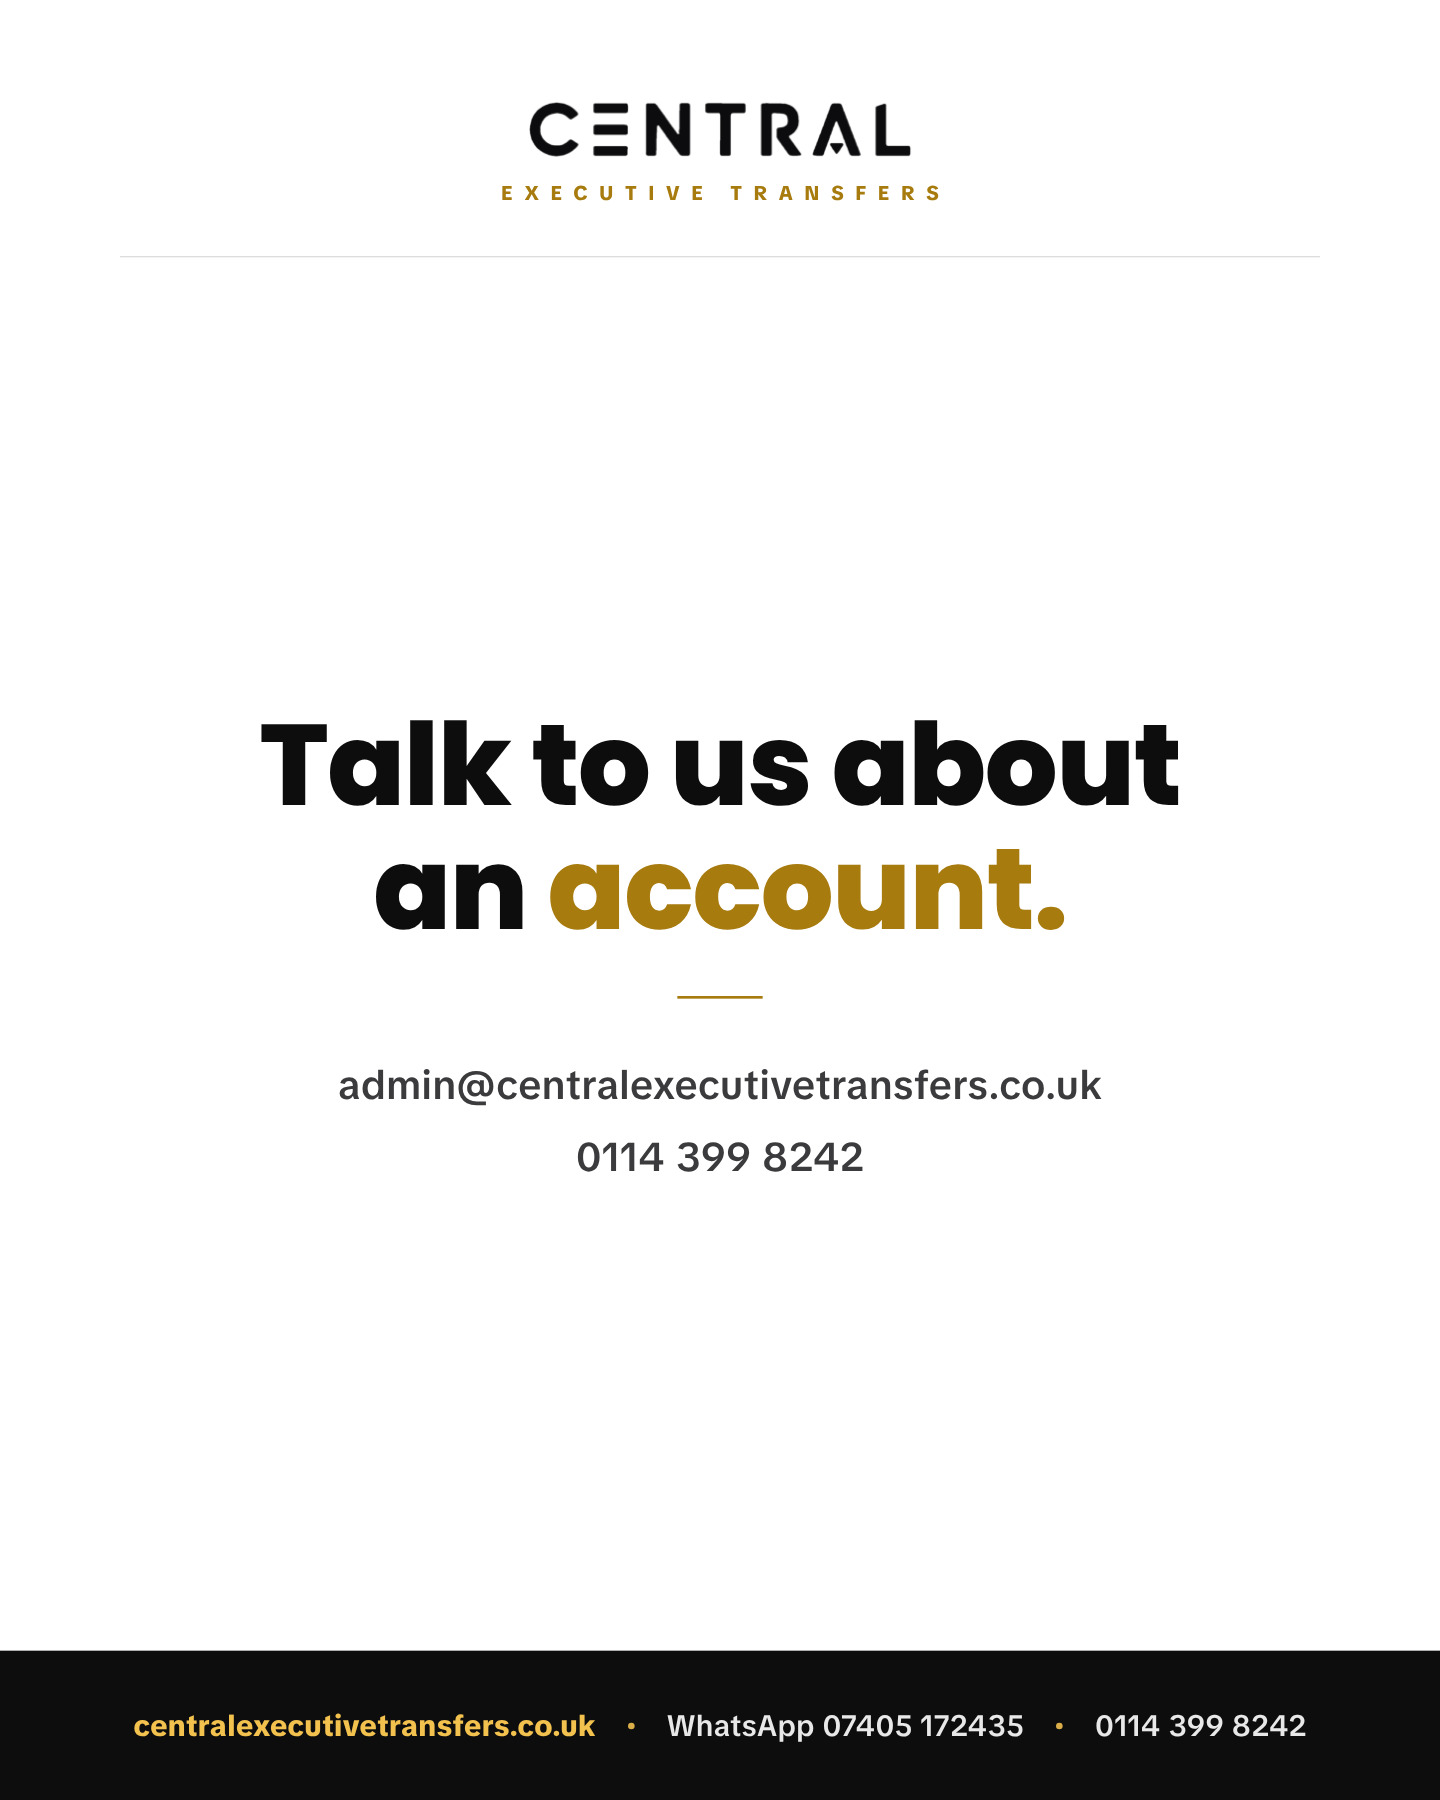 CENTRAL
EXECUTIVE TRANSFERS
Talk to us about
an account.
admin@centralexecutivetransfers.co.uk
0114 399 8242
centralexecutivetransfers.co.uk • WhatsApp 07405 172435 • 0114 399 8242